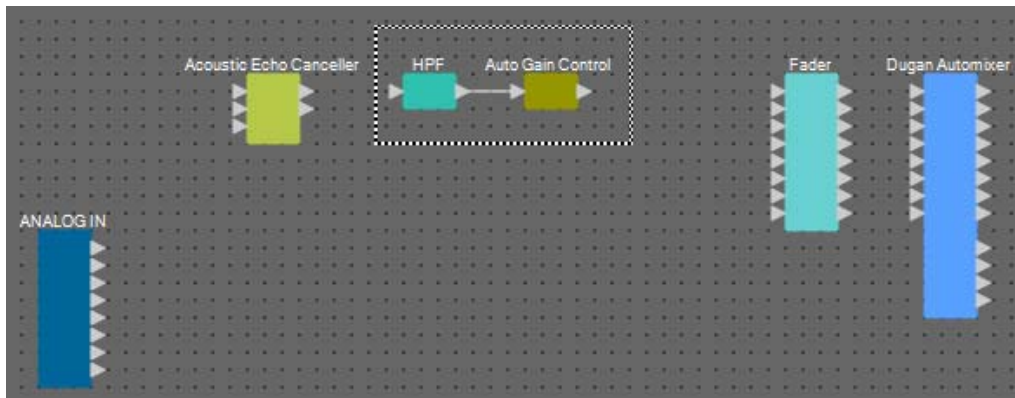 Acoustic Echo Canceller
HPF
Auto Gain Control
Fader
Dugan Automixer
ANALOG IN